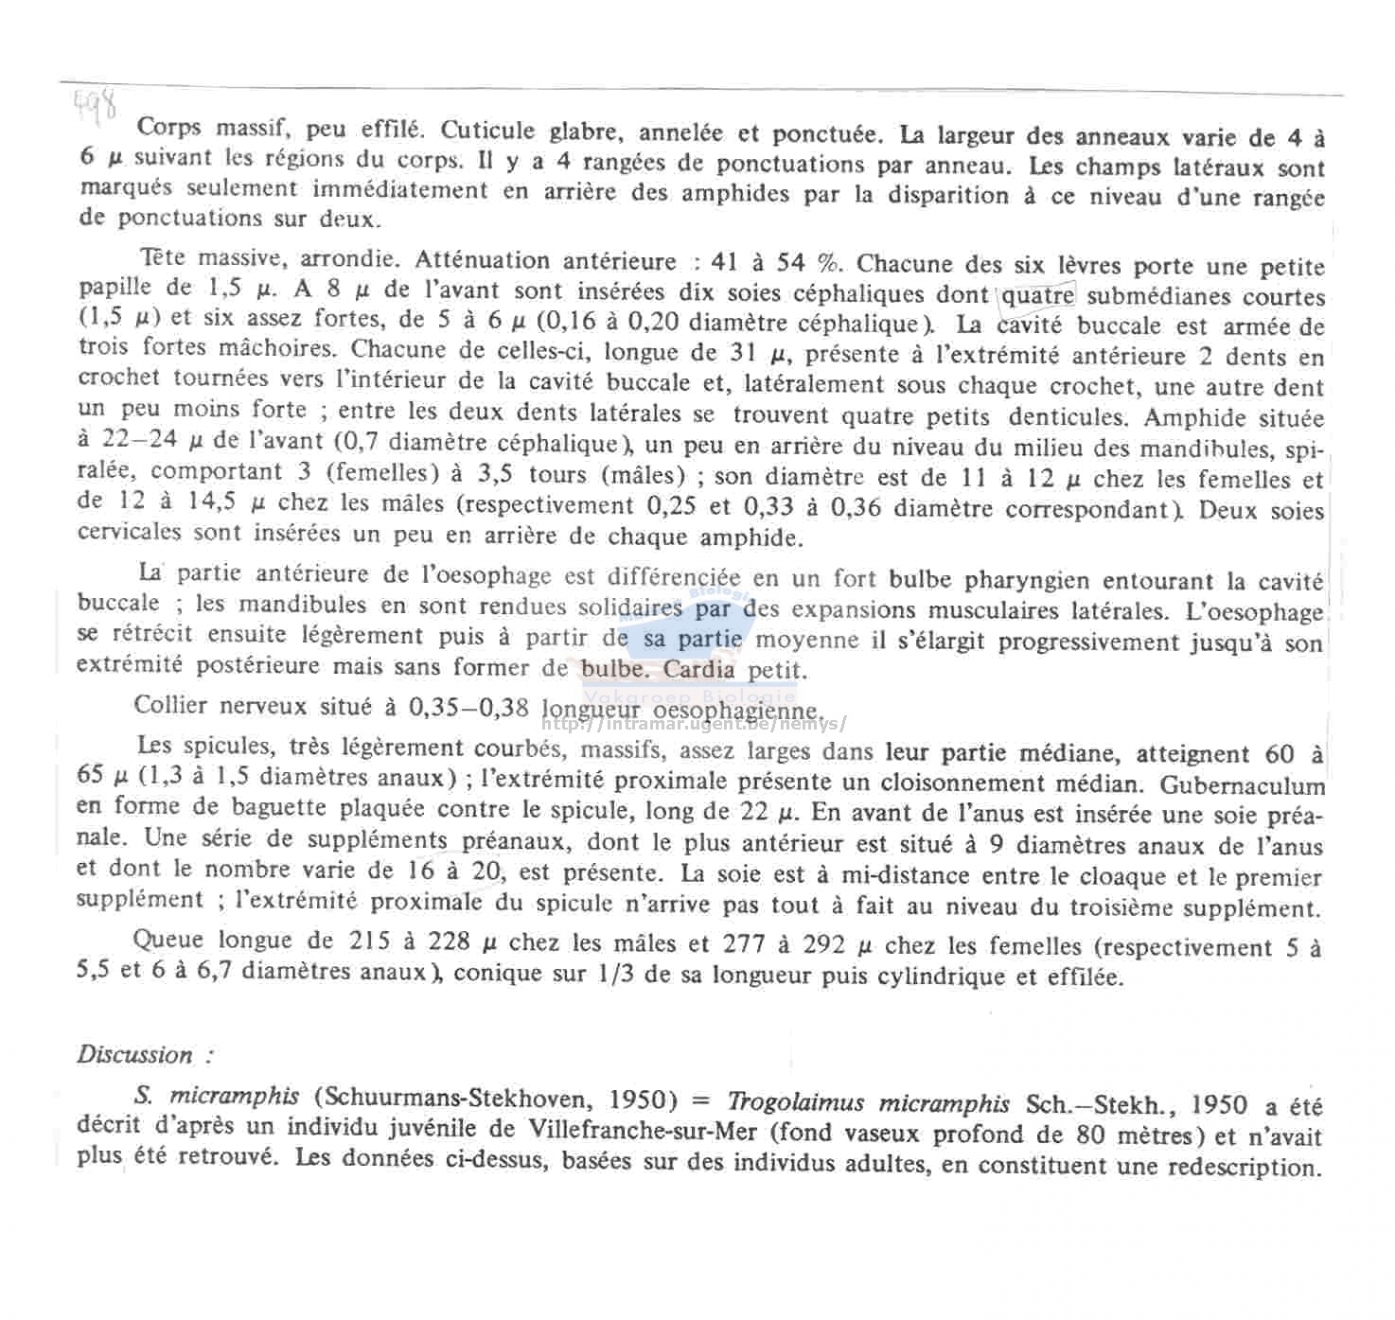 498
Corps massif, peu effilé. Cuticule glabre, annelée et ponctuée. La largeur des anneaux varie de 4 à
6 μ suivant les régions du corps. Il y a 4 rangées de ponctuations par anneau. Les champs latéraux sont
marqués seulement immédiatement en arrière des amphides par la disparition à ce niveau d'une rangée
de ponctuations sur deux.
Tête massive, arrondie. Atténuation antérieure : 41 à 54 %. Chacune des six lèvres porte une petite
papille de 1,5 μ. A 8 μ de l'avant sont insérées dix soies céphaliques dont quatre submédianes courtes
(1,5 μ) et six assez fortes, de 5 à 6 μ (0,16 à 0,20 diamètre céphalique). La cavité buccale est armée de
trois fortes mâchoires. Chacune de celles-ci, longue de 31 μ, présente à l'extrémité antérieure 2 dents en
crochet tournées vers l'intérieur de la cavité buccale et, latéralement sous chaque crochet, une autre dent
un peu moins forte ; entre les deux dents latérales se trouvent quatre petits denticules. Amphide située
à 22–24 μ de l'avant (0,7 diamètre céphalique), un peu en arrière du niveau du milieu des mandibules, spi-
ralée, comportant 3 (femelles) à 3,5 tours (mâles) ; son diamètre est de 11 à 12 μ chez les femelles et
de 12 à 14,5 μ chez les mâles (respectivement 0,25 et 0,33 à 0,36 diamètre correspondant). Deux soies
cervicales sont insérées un peu en arrière de chaque amphide.
La partie antérieure de l'oesophage est différenciée en un fort bulbe pharyngien entourant la cavité
buccale ; les mandibules en sont rendues solidaires par des expansions musculaires latérales. L'oesophage
se rétrécit ensuite légèrement puis à partir de sa partie moyenne il s'élargit progressivement jusqu'à son
extrémité postérieure mais sans former de bulbe. Cardia petit.
Vakgroep Biologie
Collier nerveux situé à 0,35–0,38 longueur oesophagienne.
http://intramar.ugent.be/nemys/
Les spicules, très légèrement courbés, massifs, assez larges dans leur partie médiane, atteignent 60 à
65 μ (1,3 à 1,5 diamètres anaux) ; l'extrémité proximale présente un cloisonnement médian. Gubernaculum
en forme de baguette plaquée contre le spicule, long de 22 μ. En avant de l'anus est insérée une soie préa-
nale. Une série de suppléments préanaux, dont le plus antérieur est situé à 9 diamètres anaux de l'anus
et dont le nombre varie de 16 à 20, est présente. La soie est à mi-distance entre le cloaque et le premier
supplément ; l'extrémité proximale du spicule n'arrive pas tout à fait au niveau du troisième supplément.
Queue longue de 215 à 228 μ chez les mâles et 277 à 292 μ chez les femelles (respectivement 5 à
5,5 et 6 à 6,7 diamètres anaux), conique sur 1/3 de sa longueur puis cylindrique et effilée.
Discussion :
S. micramphis (Schuurmans-Stekhoven, 1950) = Trogolaimus micramphis Sch.–Stekh., 1950 a été
décrit d'après un individu juvénile de Villefranche-sur-Mer (fond vaseux profond de 80 mètres) et n'avait
plus été retrouvé. Les données ci-dessus, basées sur des individus adultes, en constituent une redescription.